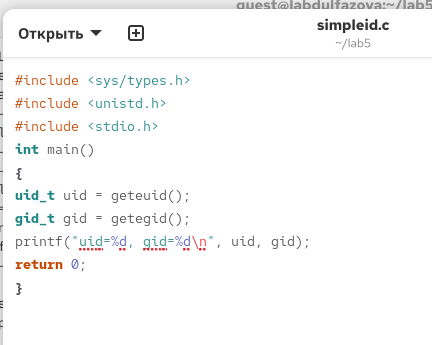 guest@labdulfazova:~/lab5
Открыть
simpleid.c
~/lab5
#include <sys/types.h>
#include <unistd.h>
#include <stdio.h>
int main()
{
uid_t uid = geteuid();
gid_t gid = getegid();
printf("uid=%d, gid=%d\n", uid, gid);
return 0;
}